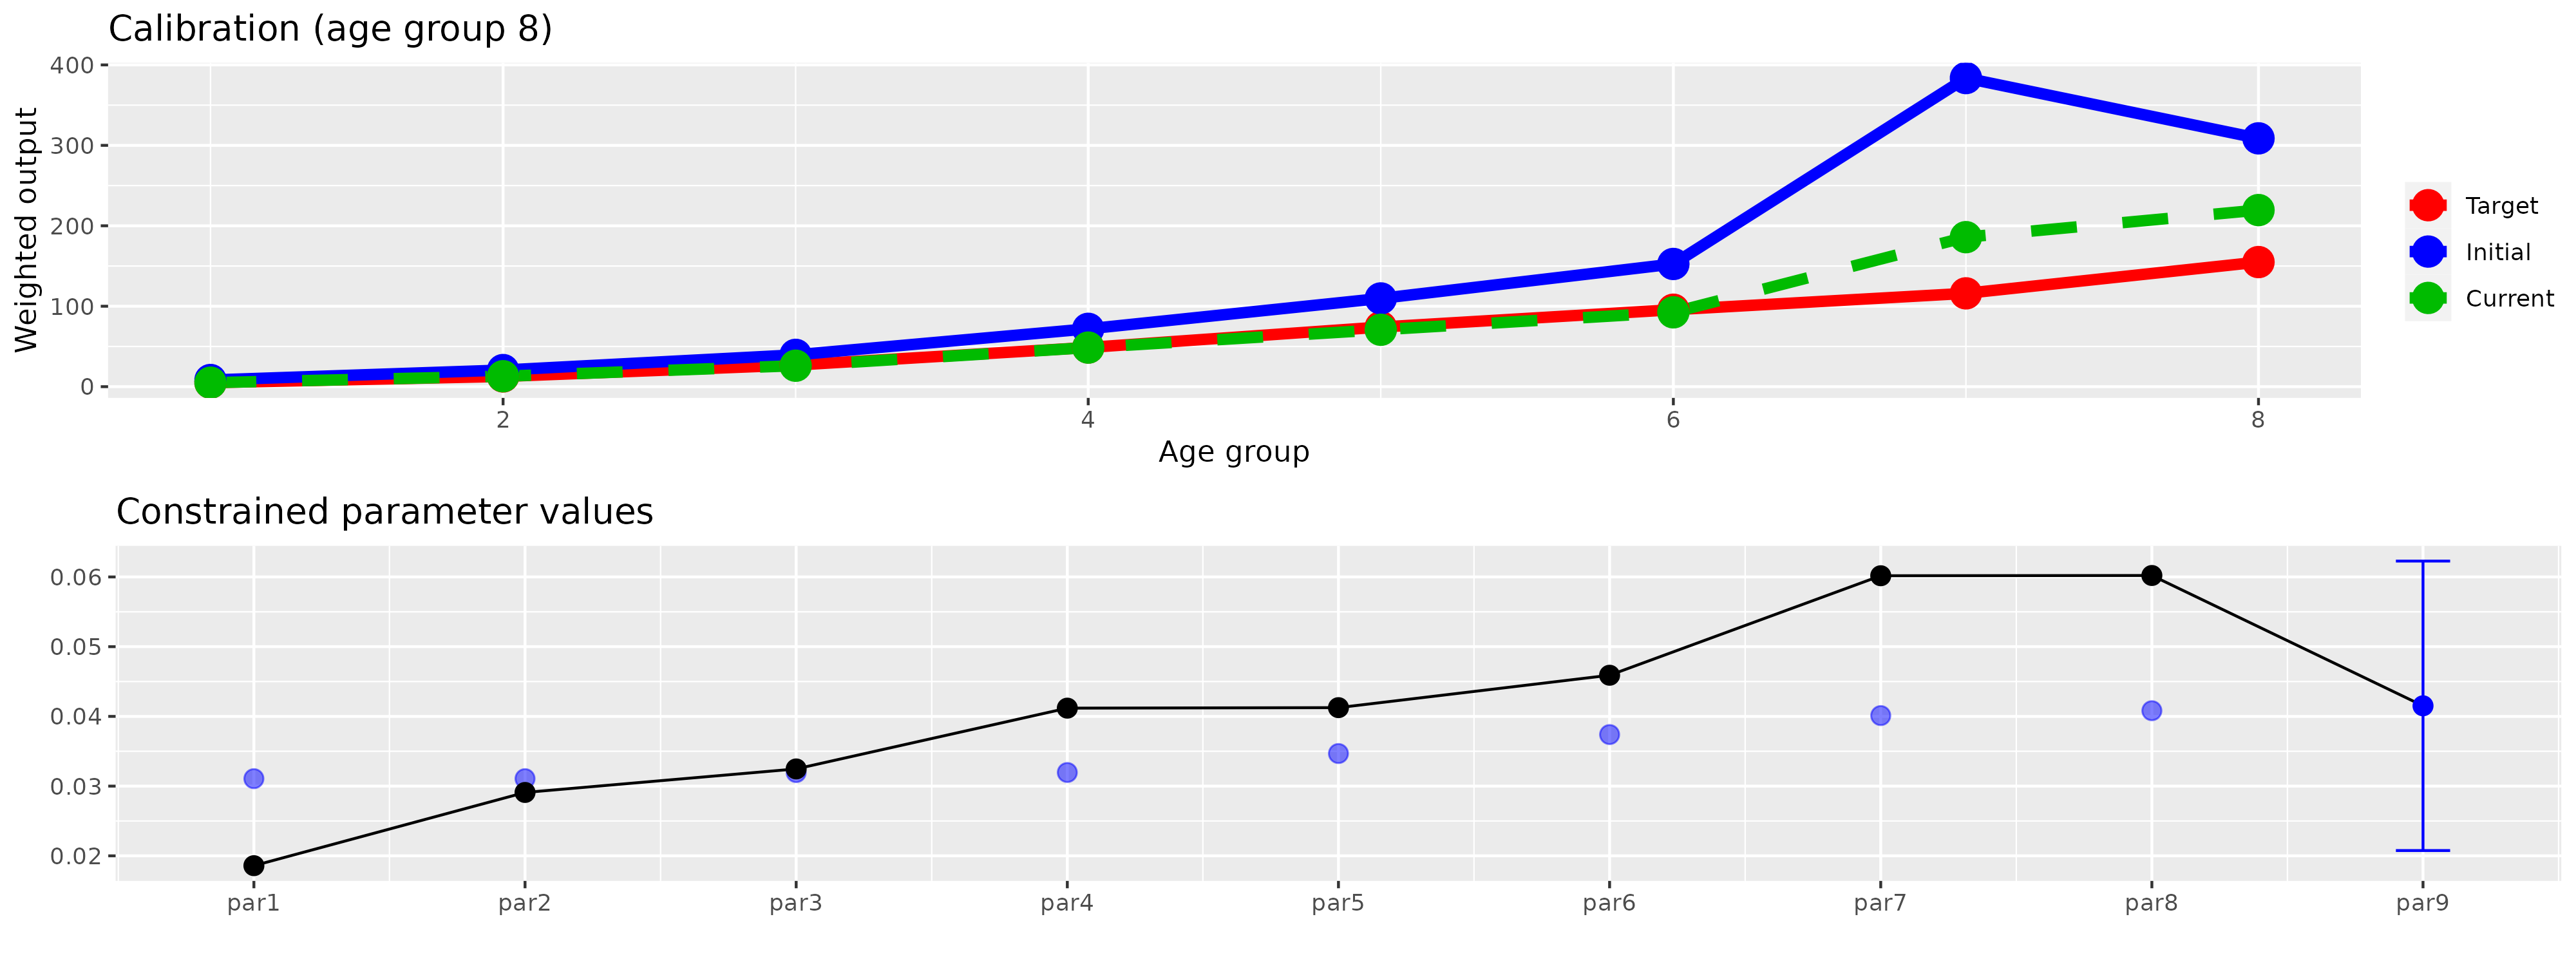 Calibration (age group 8)
Weighted output
400
300
200
100
0
2 4 6 8
Age group
Target
Initial
Current
Constrained parameter values
0.06
0.05
0.04
0.03
0.02
par1 par2 par3 par4 par5 par6 par7 par8 par9